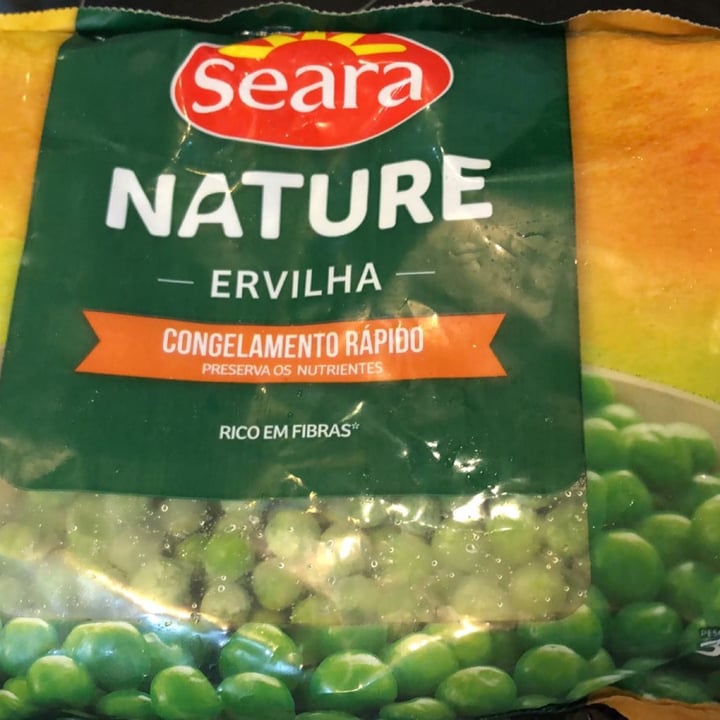 Seara
NATURE
ERVILHA
CONGELAMENTO RÁPIDO
PRESERVA OS NUTRIENTES
RICO EM FIBRAS*